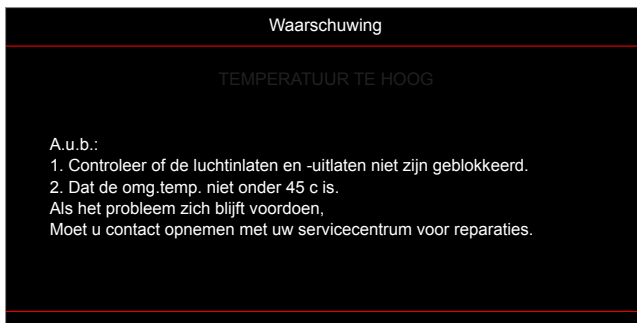 Waarschuwing
TEMPERATUUR TE HOOG
A.u.b.:
1. Controleer of de luchtinlaten en -uitlaten niet zijn geblokkeerd.
2. Dat de omg.temp. niet onder 45 c is.
Als het probleem zich blijft voordoen,
Moet u contact opnemen met uw servicecentrum voor reparaties.